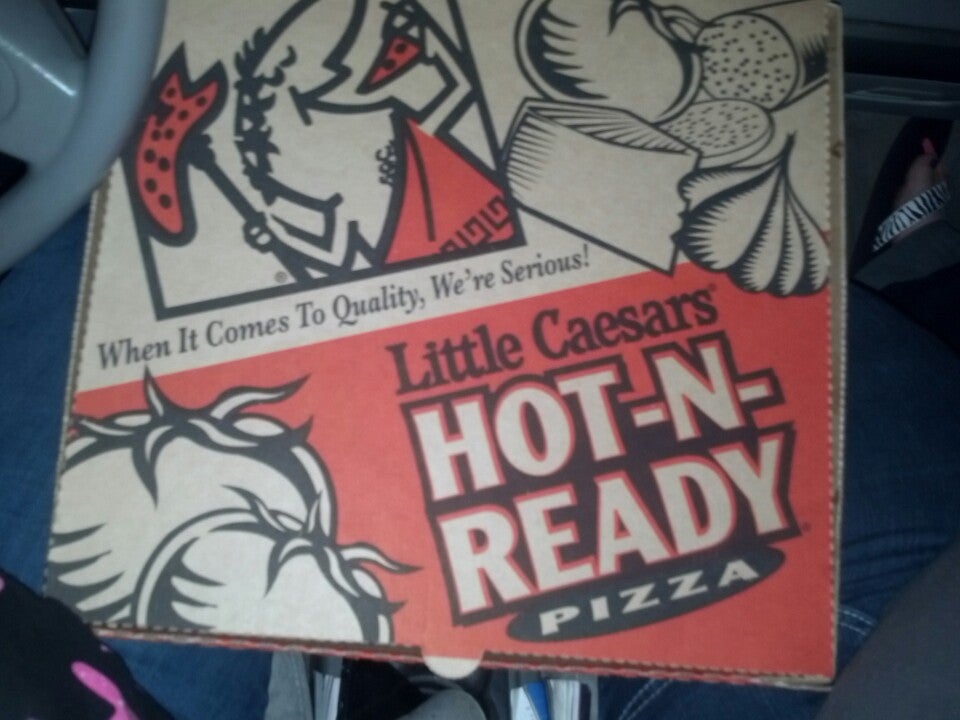 When It Comes To Quality, We're Serious!
Little Caesars®
HOT-N-
READY®
PIZZA